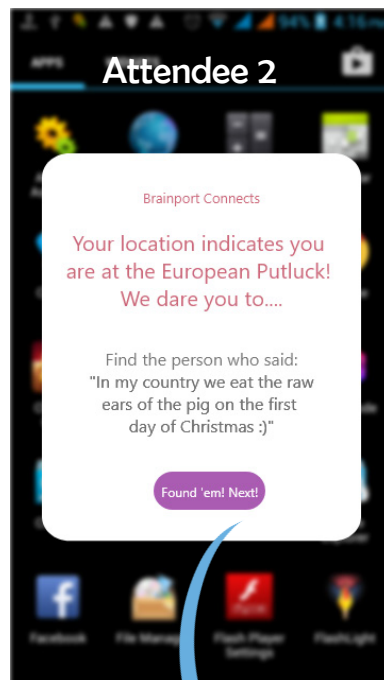 94% 4:16
APPS
Attendee 2
Brainport Connects
Your location indicates you
are at the European Putluck!
We dare you to....
Find the person who said:
"In my country we eat the raw
ears of the pig on the first
day of Christmas :)"
Found 'em! Next!
Facebook File Manag Flash Player FlashLight
Settings